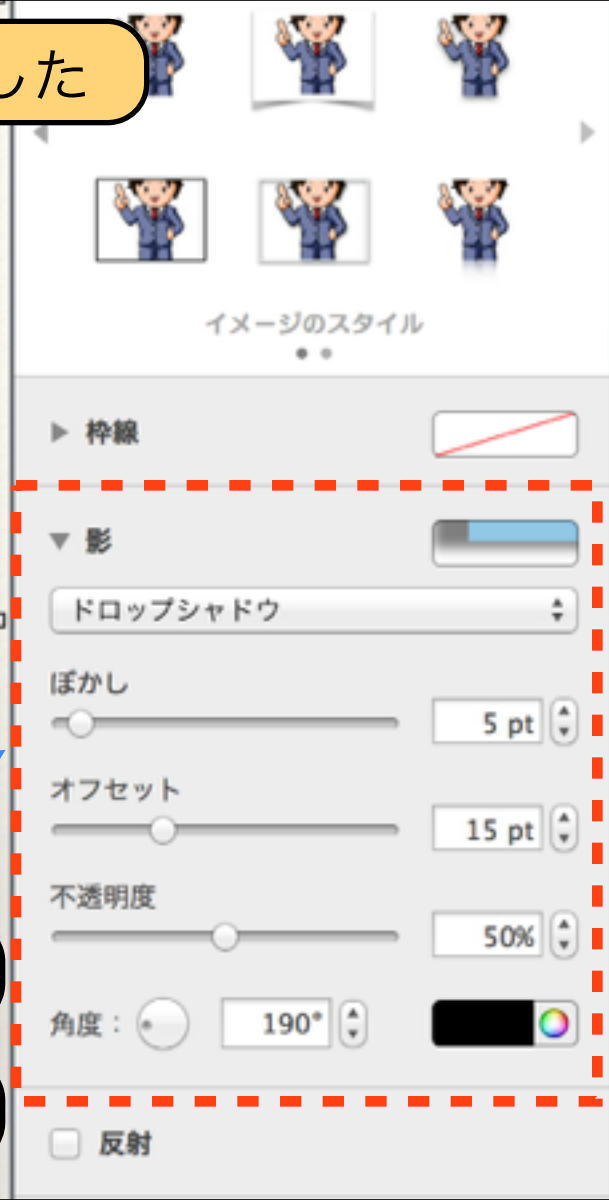 した
イメージのスタイル
枠線
影
ドロップシャドウ
ぼかし
5 pt
オフセット
15 pt
不透明度
50%
角度：
190°
反射